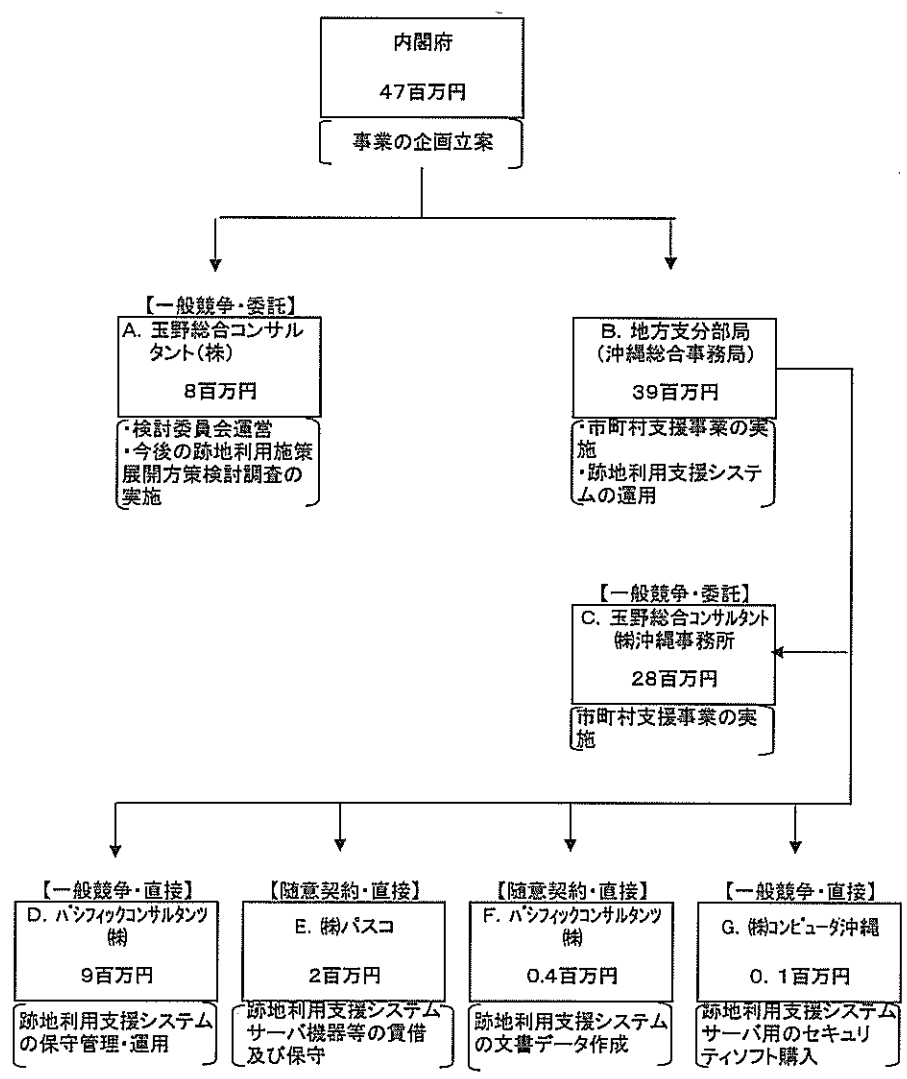 内閣府
47百万円
事業の企画立案
【一般競争・委託】
A. 玉野総合コンサル
タント(株)
8百万円
・検討委員会運営
・今後の跡地利用施策
展開方策検討調査の
実施
B. 地方支分部局
(沖縄総合事務局)
39百万円
・市町村支援事業の実
施
・跡地利用支援システ
ムの運用
【一般競争・委託】
C. 玉野総合コンサルタント
㈱沖縄事務所
28百万円
市町村支援事業の実
施
【一般競争・直接】
D. パシフィックコンサルタンツ
㈱
9百万円
跡地利用支援システム
の保守管理・運用
【随意契約・直接】
E. ㈱パスコ
2百万円
跡地利用支援システム
サーバ機器等の賃借
及び保守
【随意契約・直接】
F. パシフィックコンサルタンツ
㈱
0.4百万円
跡地利用支援システム
の文書データ作成
【一般競争・直接】
G. ㈱コンピュータ沖縄
0. 1百万円
跡地利用支援システム
サーバ用のセキュリ
ティソフト購入